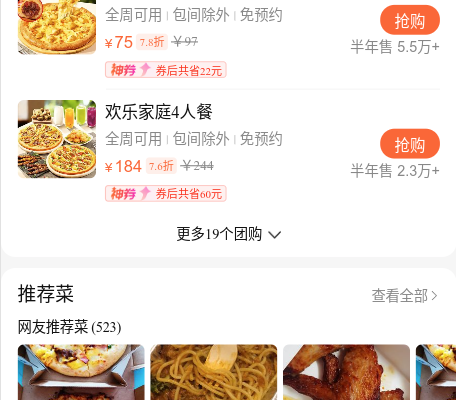 全周可用 | 包间除外 | 免预约
抢购
¥75 7.8折 ¥97
半年售 5.5万+
神券 券后共省22元
欢乐家庭4人餐
全周可用 | 包间除外 | 免预约
抢购
¥184 7.6折 ¥244
半年售 2.3万+
神券 券后共省60元
更多19个团购
推荐菜
查看全部
网友推荐菜 (523)